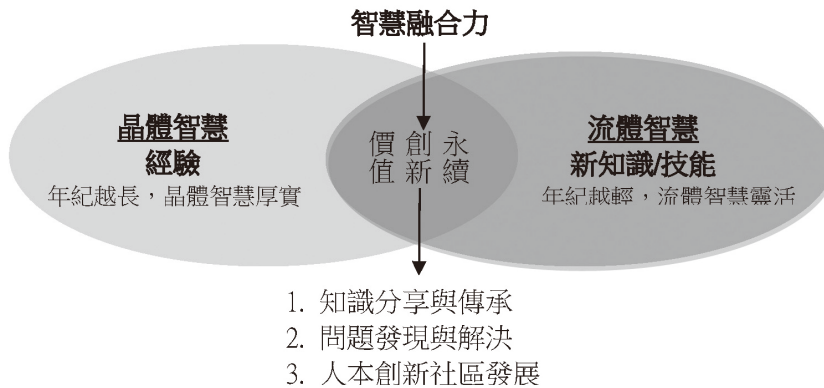 智慧融合力
晶體智慧
經驗
年紀越長，晶體智慧厚實
永續
創新
價值
流體智慧
新知識/技能
年紀越輕，流體智慧靈活
1. 知識分享與傳承
2. 問題發現與解決
3. 人本創新社區發展